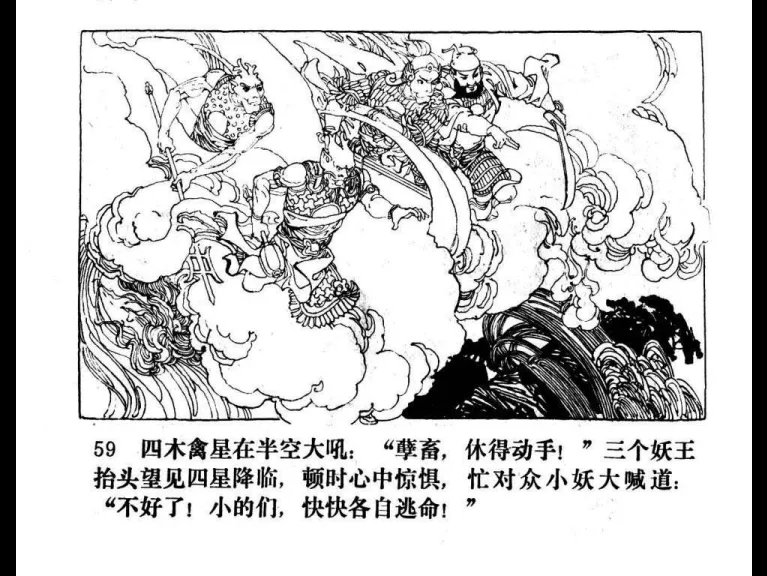 59 四木禽星在半空大吼：“孽畜，休得动手！”三个妖王
抬头望见四星降临，顿时心中惊惧，忙对众小妖大喊道：
“不好了！小的们，快快各自逃命！”